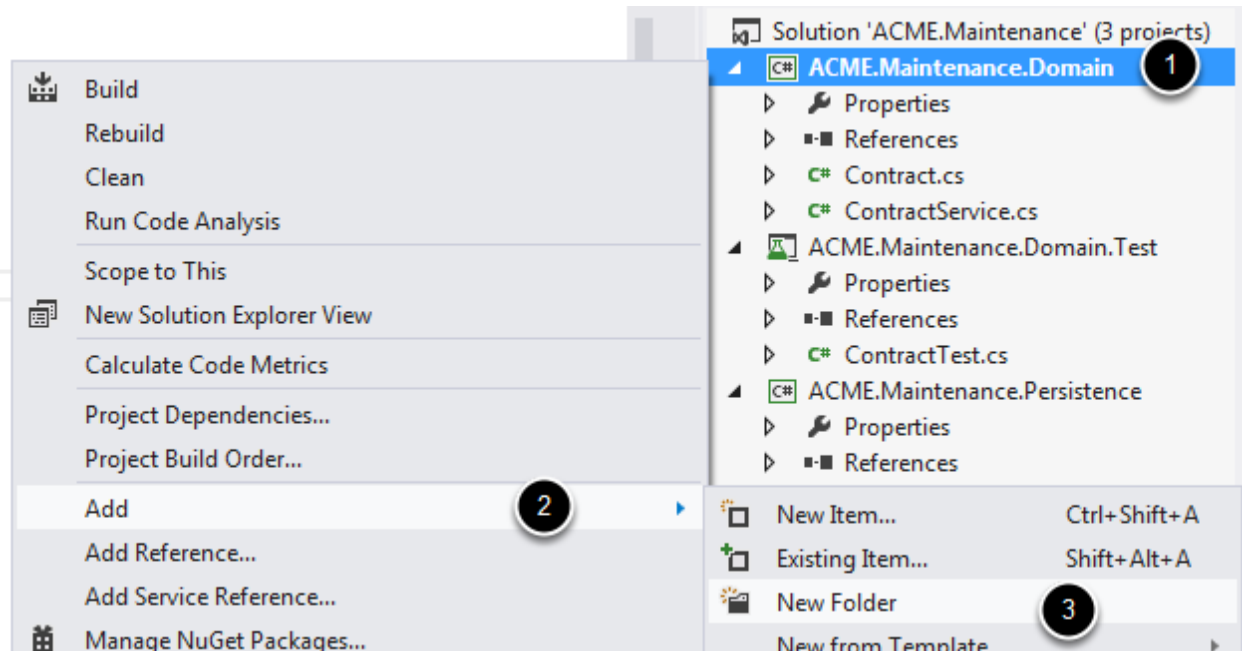 Solution 'ACME.Maintenance' (3 projects)
C# ACME.Maintenance.Domain 1
Properties
References
C# Contract.cs
C# ContractService.cs
ACME.Maintenance.Domain.Test
Properties
References
C# ContractTest.cs
C# ACME.Maintenance.Persistence
Properties
References
Build
Rebuild
Clean
Run Code Analysis
Scope to This
New Solution Explorer View
Calculate Code Metrics
Project Dependencies...
Project Build Order...
Add 2
Add Reference...
Add Service Reference...
Manage NuGet Packages...
New Item... Ctrl+Shift+A
Existing Item... Shift+Alt+A
New Folder 3
New from Template